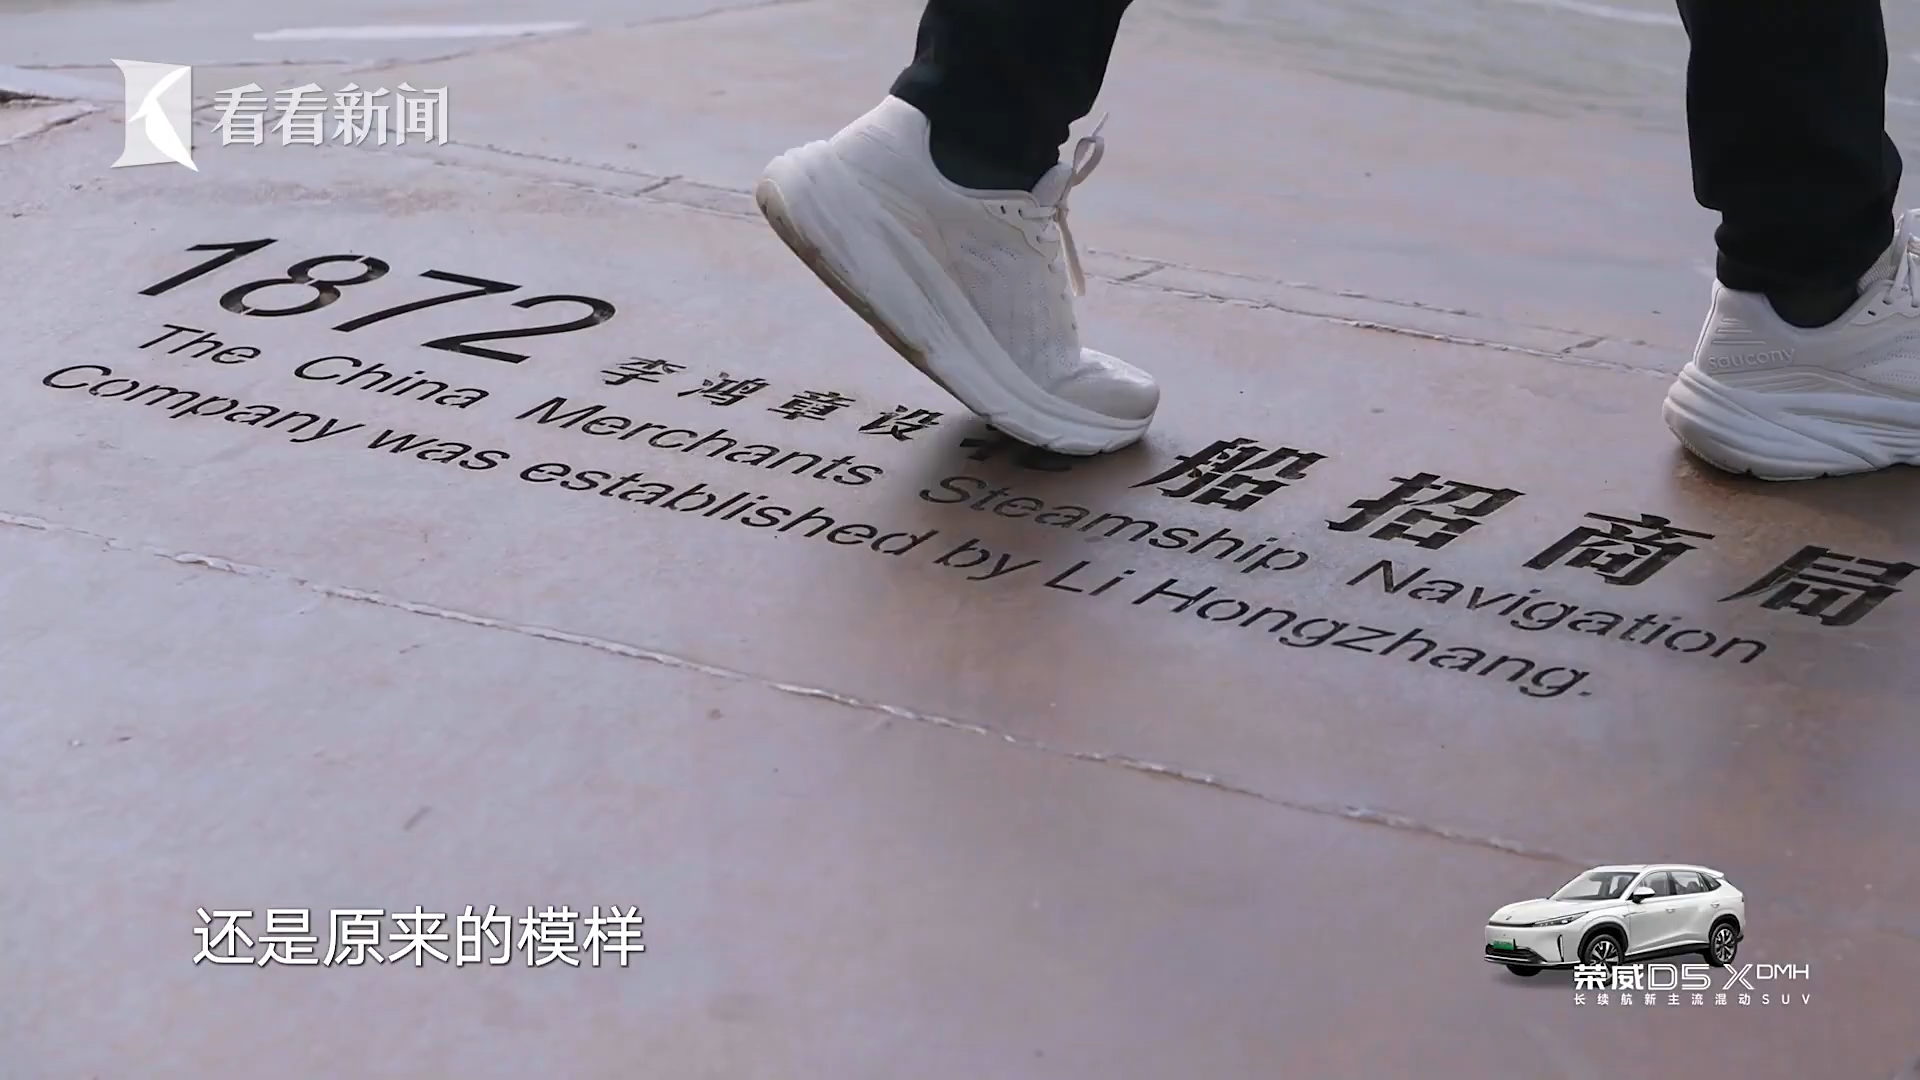 看看新闻
1872 李鸿章设 船招商局
The China Merchants Steamship Navigation
Company was established by Li Hongzhang.
saucony
还是原来的模样
荣威D5 X DMH
长续航新主流混动SUV